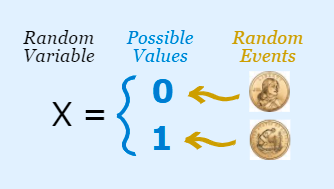 Random Possible Random
Variable Values Events
X = { 0
1